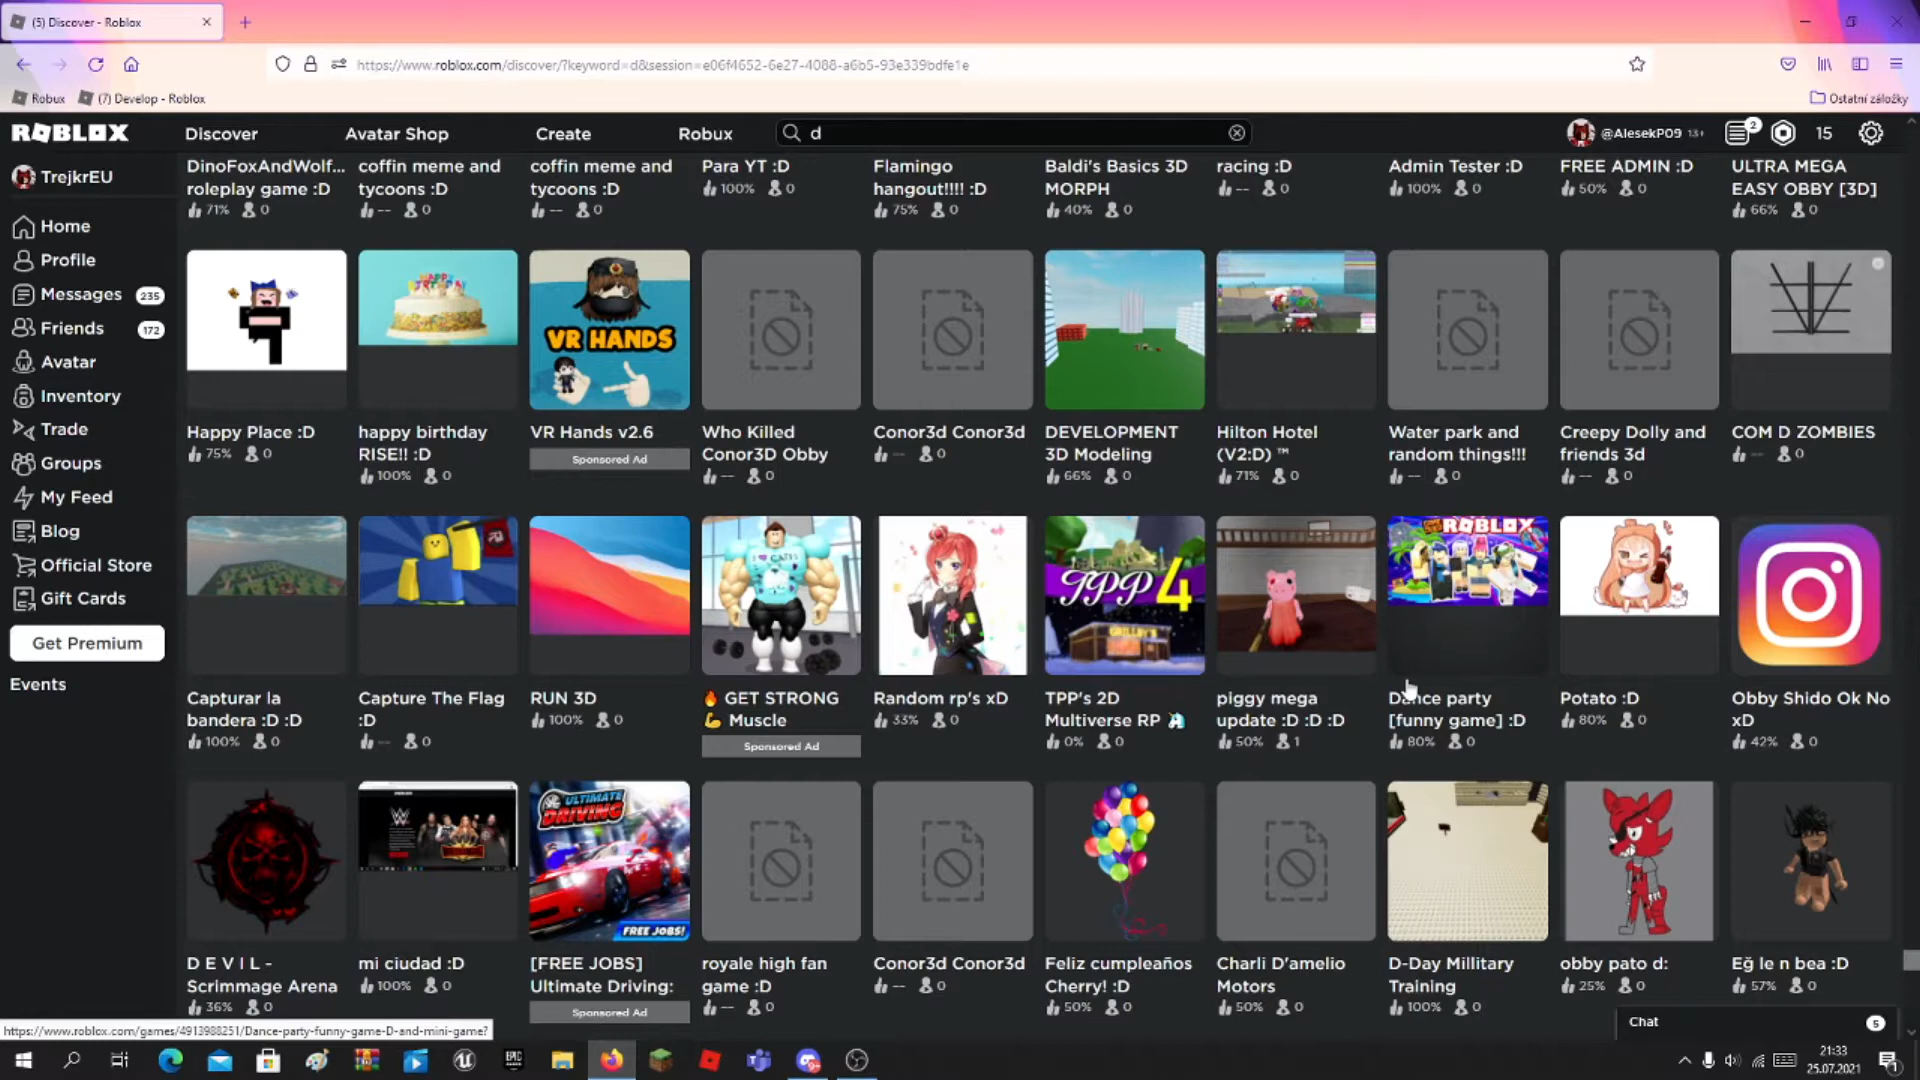 (5) Discover - Roblox
https://www.roblox.com/discover/?keyword=d&session=e06f4652-6e27-4088-a6b5-93e339bdfe1e
Robux (7) Develop - Roblox Ostatní záložky
ROBLOX Discover Avatar Shop Create Robux d @AlesekP09 13+ 2 15
TrejkrEU
Home
Profile
Messages 235
Friends 172
Avatar
Inventory
Trade
Groups
My Feed
Blog
Official Store
Gift Cards
Get Premium
Events
DinoFoxAndWolf... coffin meme and coffin meme and Para YT :D Flamingo Baldi's Basics 3D racing :D Admin Tester :D FREE ADMIN :D ULTRA MEGA
roleplay game :D tycoons :D tycoons :D 100% 0 hangout!!!! :D MORPH -- 0 100% 0 50% 0 EASY OBBY [3D]
71% 0 -- 0 -- 0 75% 0 40% 0 66% 0
HAPPY BIRTHDAY
VR HANDS
Happy Place :D happy birthday VR Hands v2.6 Who Killed Conor3d Conor3d DEVELOPMENT Hilton Hotel Water park and Creepy Dolly and COM D ZOMBIES
75% 0 RISE!! :D Sponsored Ad Conor3D Obby -- 0 3D Modeling (V2:D) ™ random things!!! friends 3d -- 0
100% 0 -- 0 66% 0 71% 0 -- 0 -- 0
I ♥ CATS
TPP 4
GRILLBY'S
ROBLOX
Capturar la Capture The Flag RUN 3D 🔥 GET STRONG Random rp's xD TPP's 2D piggy mega Dance party Potato :D Obby Shido Ok No
bandera :D :D :D 100% 0 💪 Muscle 33% 0 Multiverse RP 🦄 update :D :D :D [funny game] :D 80% 0 xD
100% 0 -- 0 Sponsored Ad 0% 0 50% 1 80% 0 42% 0
ULTIMATE
DRIVING
FREE JOBS!
D E V I L - mi ciudad :D [FREE JOBS] royale high fan Conor3d Conor3d Feliz cumpleaños Charli D'amelio D-Day Millitary obby pato d: Eğ le n bea :D
Scrimmage Arena 100% 0 Ultimate Driving: game :D -- 0 Cherry! :D Motors Training 25% 0 57% 0
36% 0 Sponsored Ad -- 0 50% 0 50% 0 100% 0
Chat 5
https://www.roblox.com/games/4913988251/Dance-party-funny-game-D-and-mini-game?
EPIC
21:33
25.07.2021
1